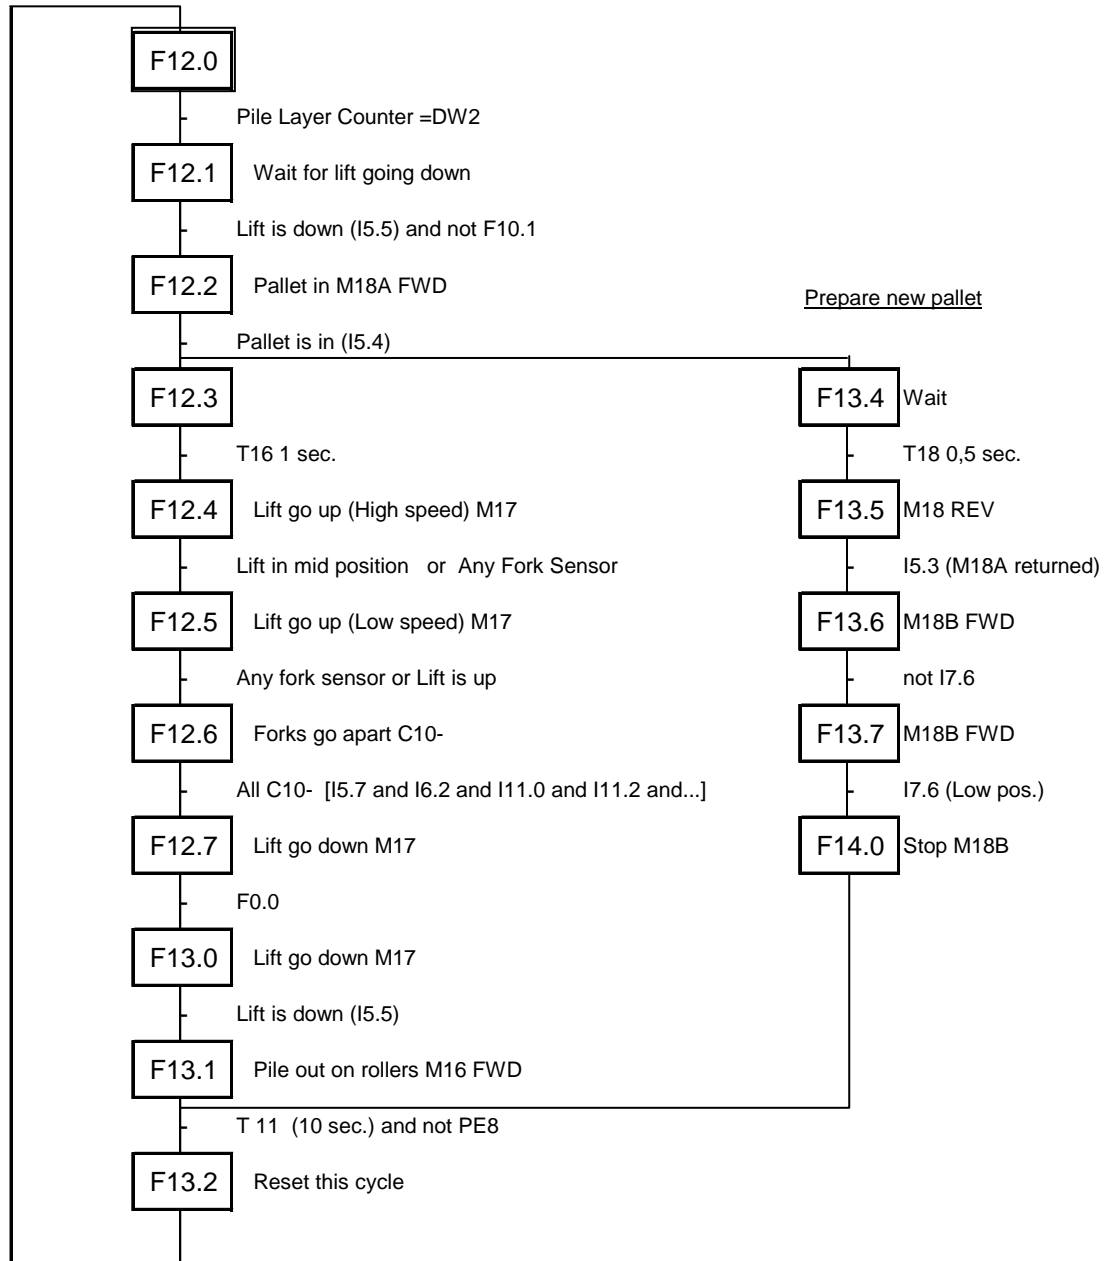 F12.0
Pile Layer Counter =DW2
F12.1 Wait for lift going down
Lift is down (I5.5) and not F10.1
F12.2 Pallet in M18A FWD
Prepare new pallet
Pallet is in (I5.4)
F12.3
F13.4 Wait
T16 1 sec.
T18 0,5 sec.
F12.4 Lift go up (High speed) M17
F13.5 M18 REV
Lift in mid position or Any Fork Sensor
I5.3 (M18A returned)
F12.5 Lift go up (Low speed) M17
F13.6 M18B FWD
Any fork sensor or Lift is up
not I7.6
F12.6 Forks go apart C10-
F13.7 M18B FWD
All C10- [I5.7 and I6.2 and I11.0 and I11.2 and...]
I7.6 (Low pos.)
F12.7 Lift go down M17
F14.0 Stop M18B
F0.0
F13.0 Lift go down M17
Lift is down (I5.5)
F13.1 Pile out on rollers M16 FWD
T 11 (10 sec.) and not PE8
F13.2 Reset this cycle